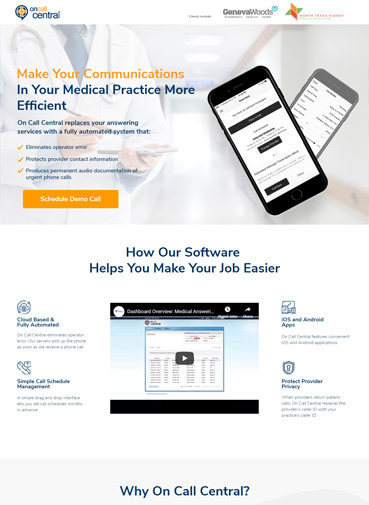 on call
central
Clients include
GenevaWoods
PHARMACY HEALTH HOME
NORTH TEXAS KIDNEY
Make Your Communications
In Your Medical Practice More
Efficient
On Call Central replaces your answering
services with a fully automated system that:
Eliminates operator error
Protects provider contact information
Produces permanent audio documentation of
urgent phone calls
Schedule Demo Call
How Our Software
Helps You Make Your Job Easier
Cloud Based &
Fully Automated
On Call Central eliminates operator
error. Our servers pick up the phone
as soon as we receive a phone call.
Simple Call Schedule
Management
A simple drag and drop interface
lets you set call schedules months
in advance
Dashboard Overview: Medical Answeri...
Share
iOS and Android
Apps
On Call Central features convenient
iOS and Android applications
Protect Provider
Privacy
When providers return patient
calls, On Call Central replaces the
provider's caller ID with your
practice's caller ID
Why On Call Central?